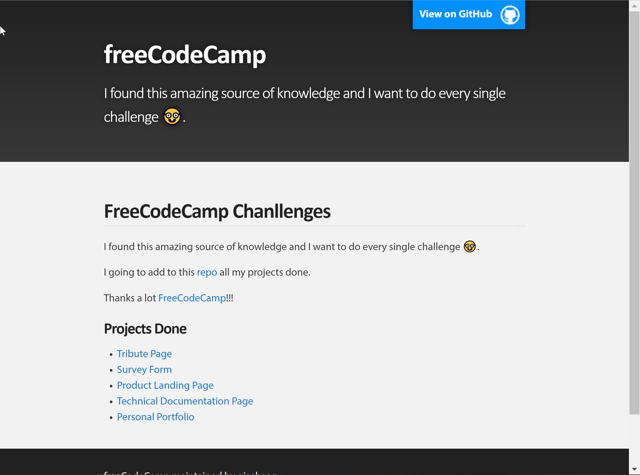 View on GitHub
freeCodeCamp
I found this amazing source of knowledge and I want to do every single
challenge 🤓.
FreeCodeCamp Chanllenges
I found this amazing source of knowledge and I want to do every single challenge 🤓.
I going to add to this repo all my projects done.
Thanks a lot FreeCodeCamp!!!
Projects Done
Tribute Page
Survey Form
Product Landing Page
Technical Documentation Page
Personal Portfolio
freeCodeCamp maintained by